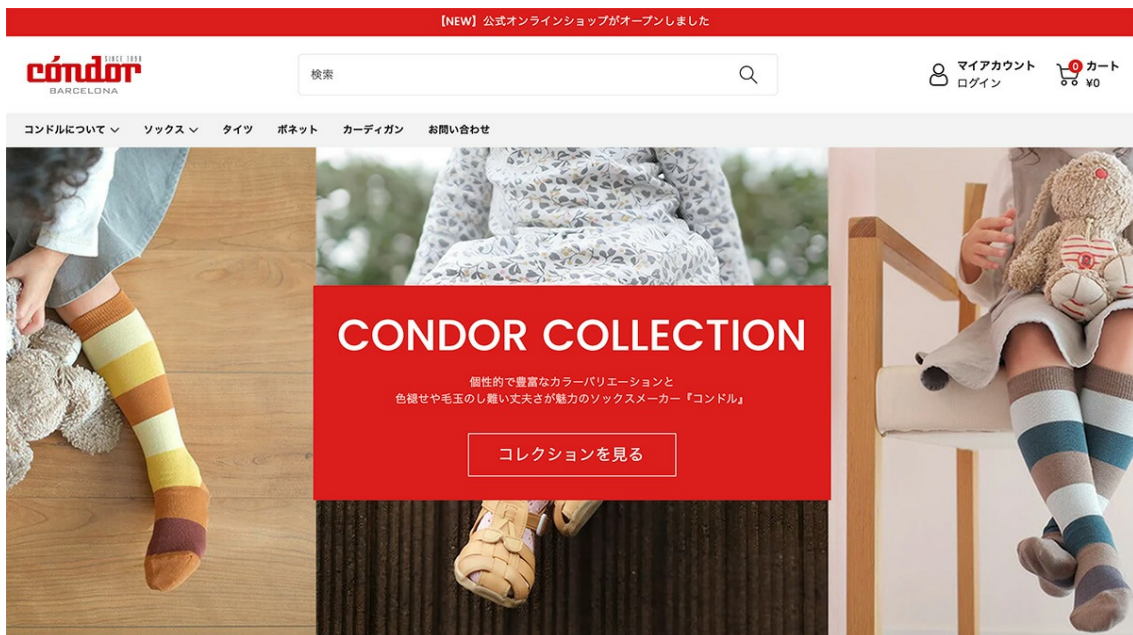 【NEW】公式オンラインショップがオープンしました
SINCE 1898
cóndor
BARCELONA
検索
マイアカウント
ログイン
0
カート
¥0
コンドルについて
ソックス
タイツ
ボネット
カーディガン
お問い合わせ
CONDOR COLLECTION
個性的で豊富なカラーバリエーションと
色褪せや毛玉のし難い丈夫さが魅力のソックスメーカー『コンドル』
コレクションを見る